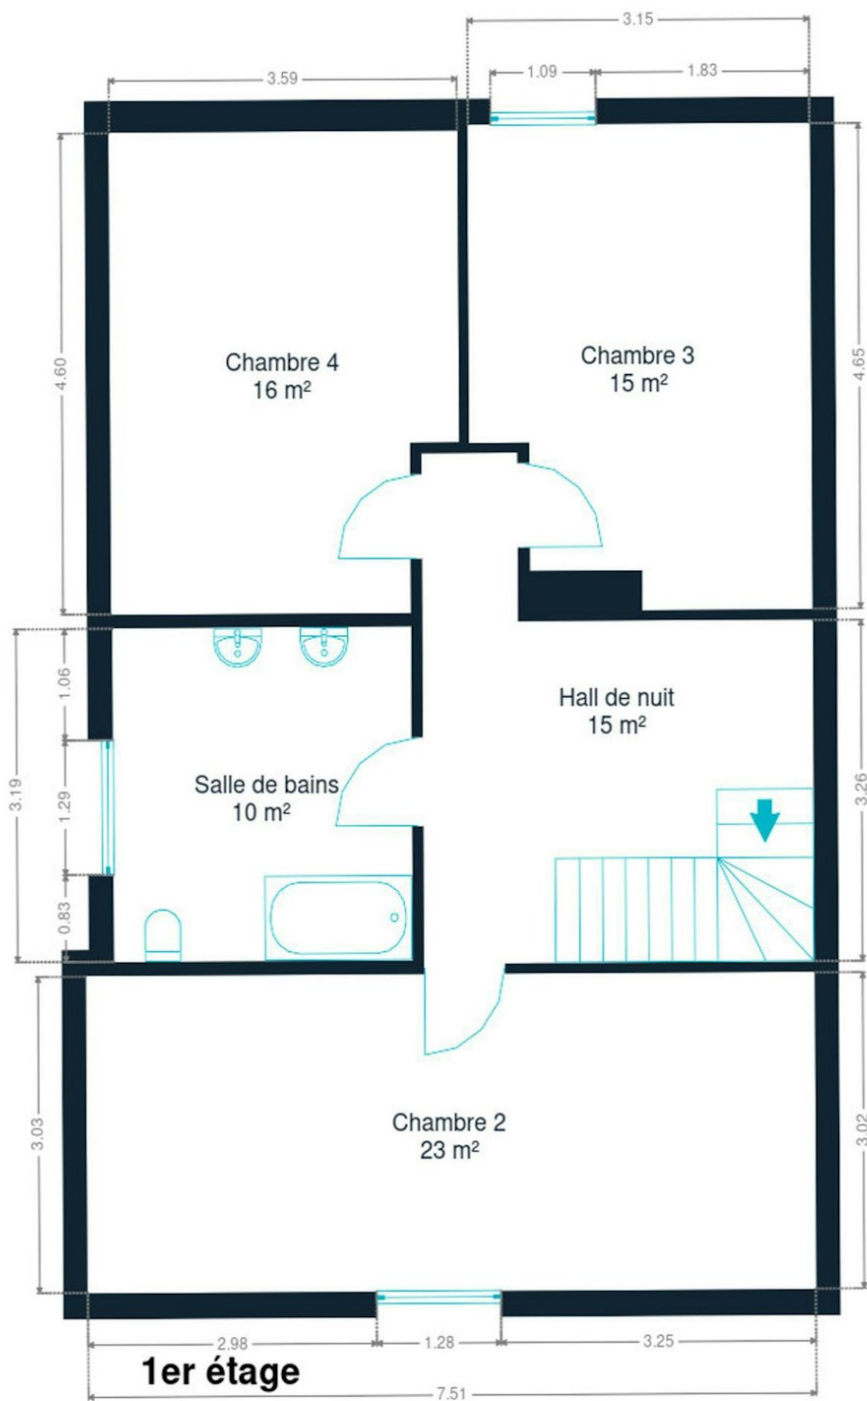 3.15
3.59
1.09
1.83
4.60
4.65
Chambre 4
16 m²
Chambre 3
15 m²
3.19
1.06
1.29
0.83
Salle de bains
10 m²
Hall de nuit
15 m²
3.26
3.03
3.02
Chambre 2
23 m²
2.98
1.28
3.25
1er étage
7.51